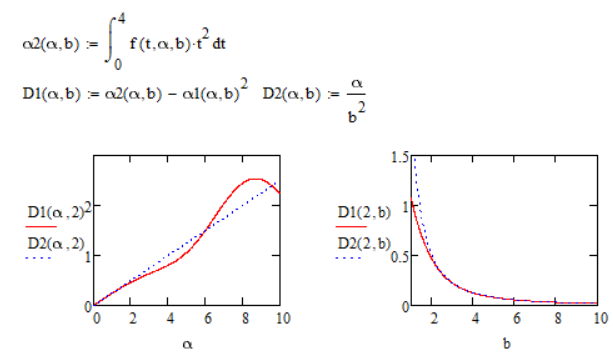 α2(α,b) := ∫₀⁴ f(t,α,b)·t² dt
D1(α,b) := α2(α,b) − α1(α,b)² D2(α,b) := α/b²
D1(α,2)
D2(α,2)
2
1
0
0 2 4 6 8 10
α
D1(2,b)
D2(2,b)
1.5
1
0.5
0
2 4 6 8 10
b